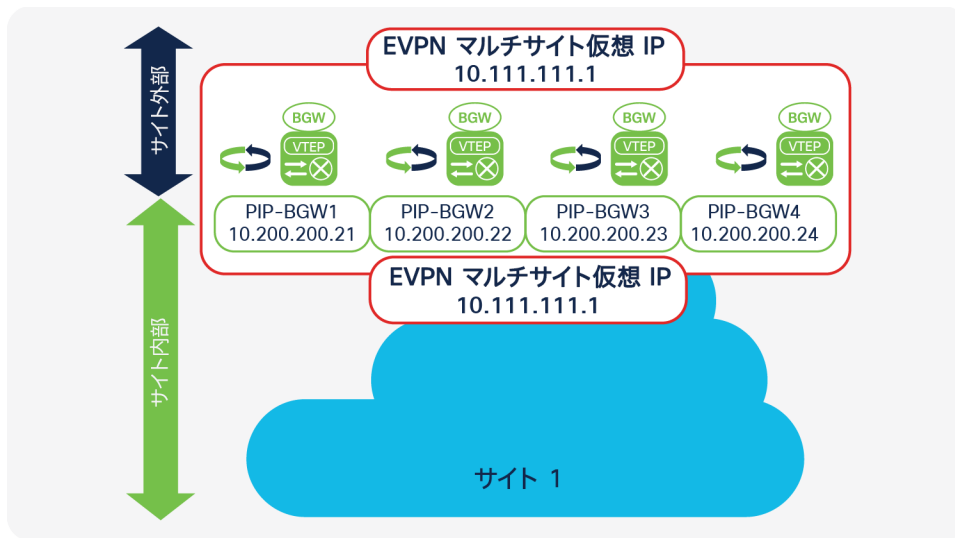 EVPN マルチサイト仮想 IP
10.111.111.1
サイト外部
BGW
BGW
BGW
BGW
VTEP
VTEP
VTEP
VTEP
PIP-BGW1
10.200.200.21
PIP-BGW2
10.200.200.22
PIP-BGW3
10.200.200.23
PIP-BGW4
10.200.200.24
EVPN マルチサイト仮想 IP
10.111.111.1
サイト内部
サイト 1